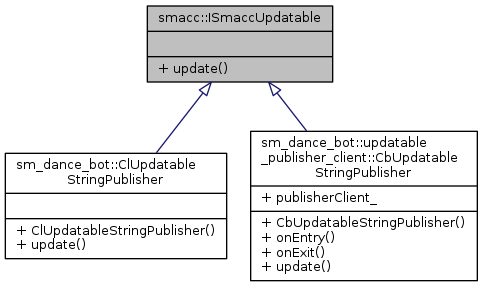 smacc::ISmaccUpdatable
+ update()
sm_dance_bot::ClUpdatable
StringPublisher
+ ClUpdatableStringPublisher()
+ update()
sm_dance_bot::updatable
_publisher_client::CbUpdatable
StringPublisher
+ publisherClient_
+ CbUpdatableStringPublisher()
+ onEntry()
+ onExit()
+ update()